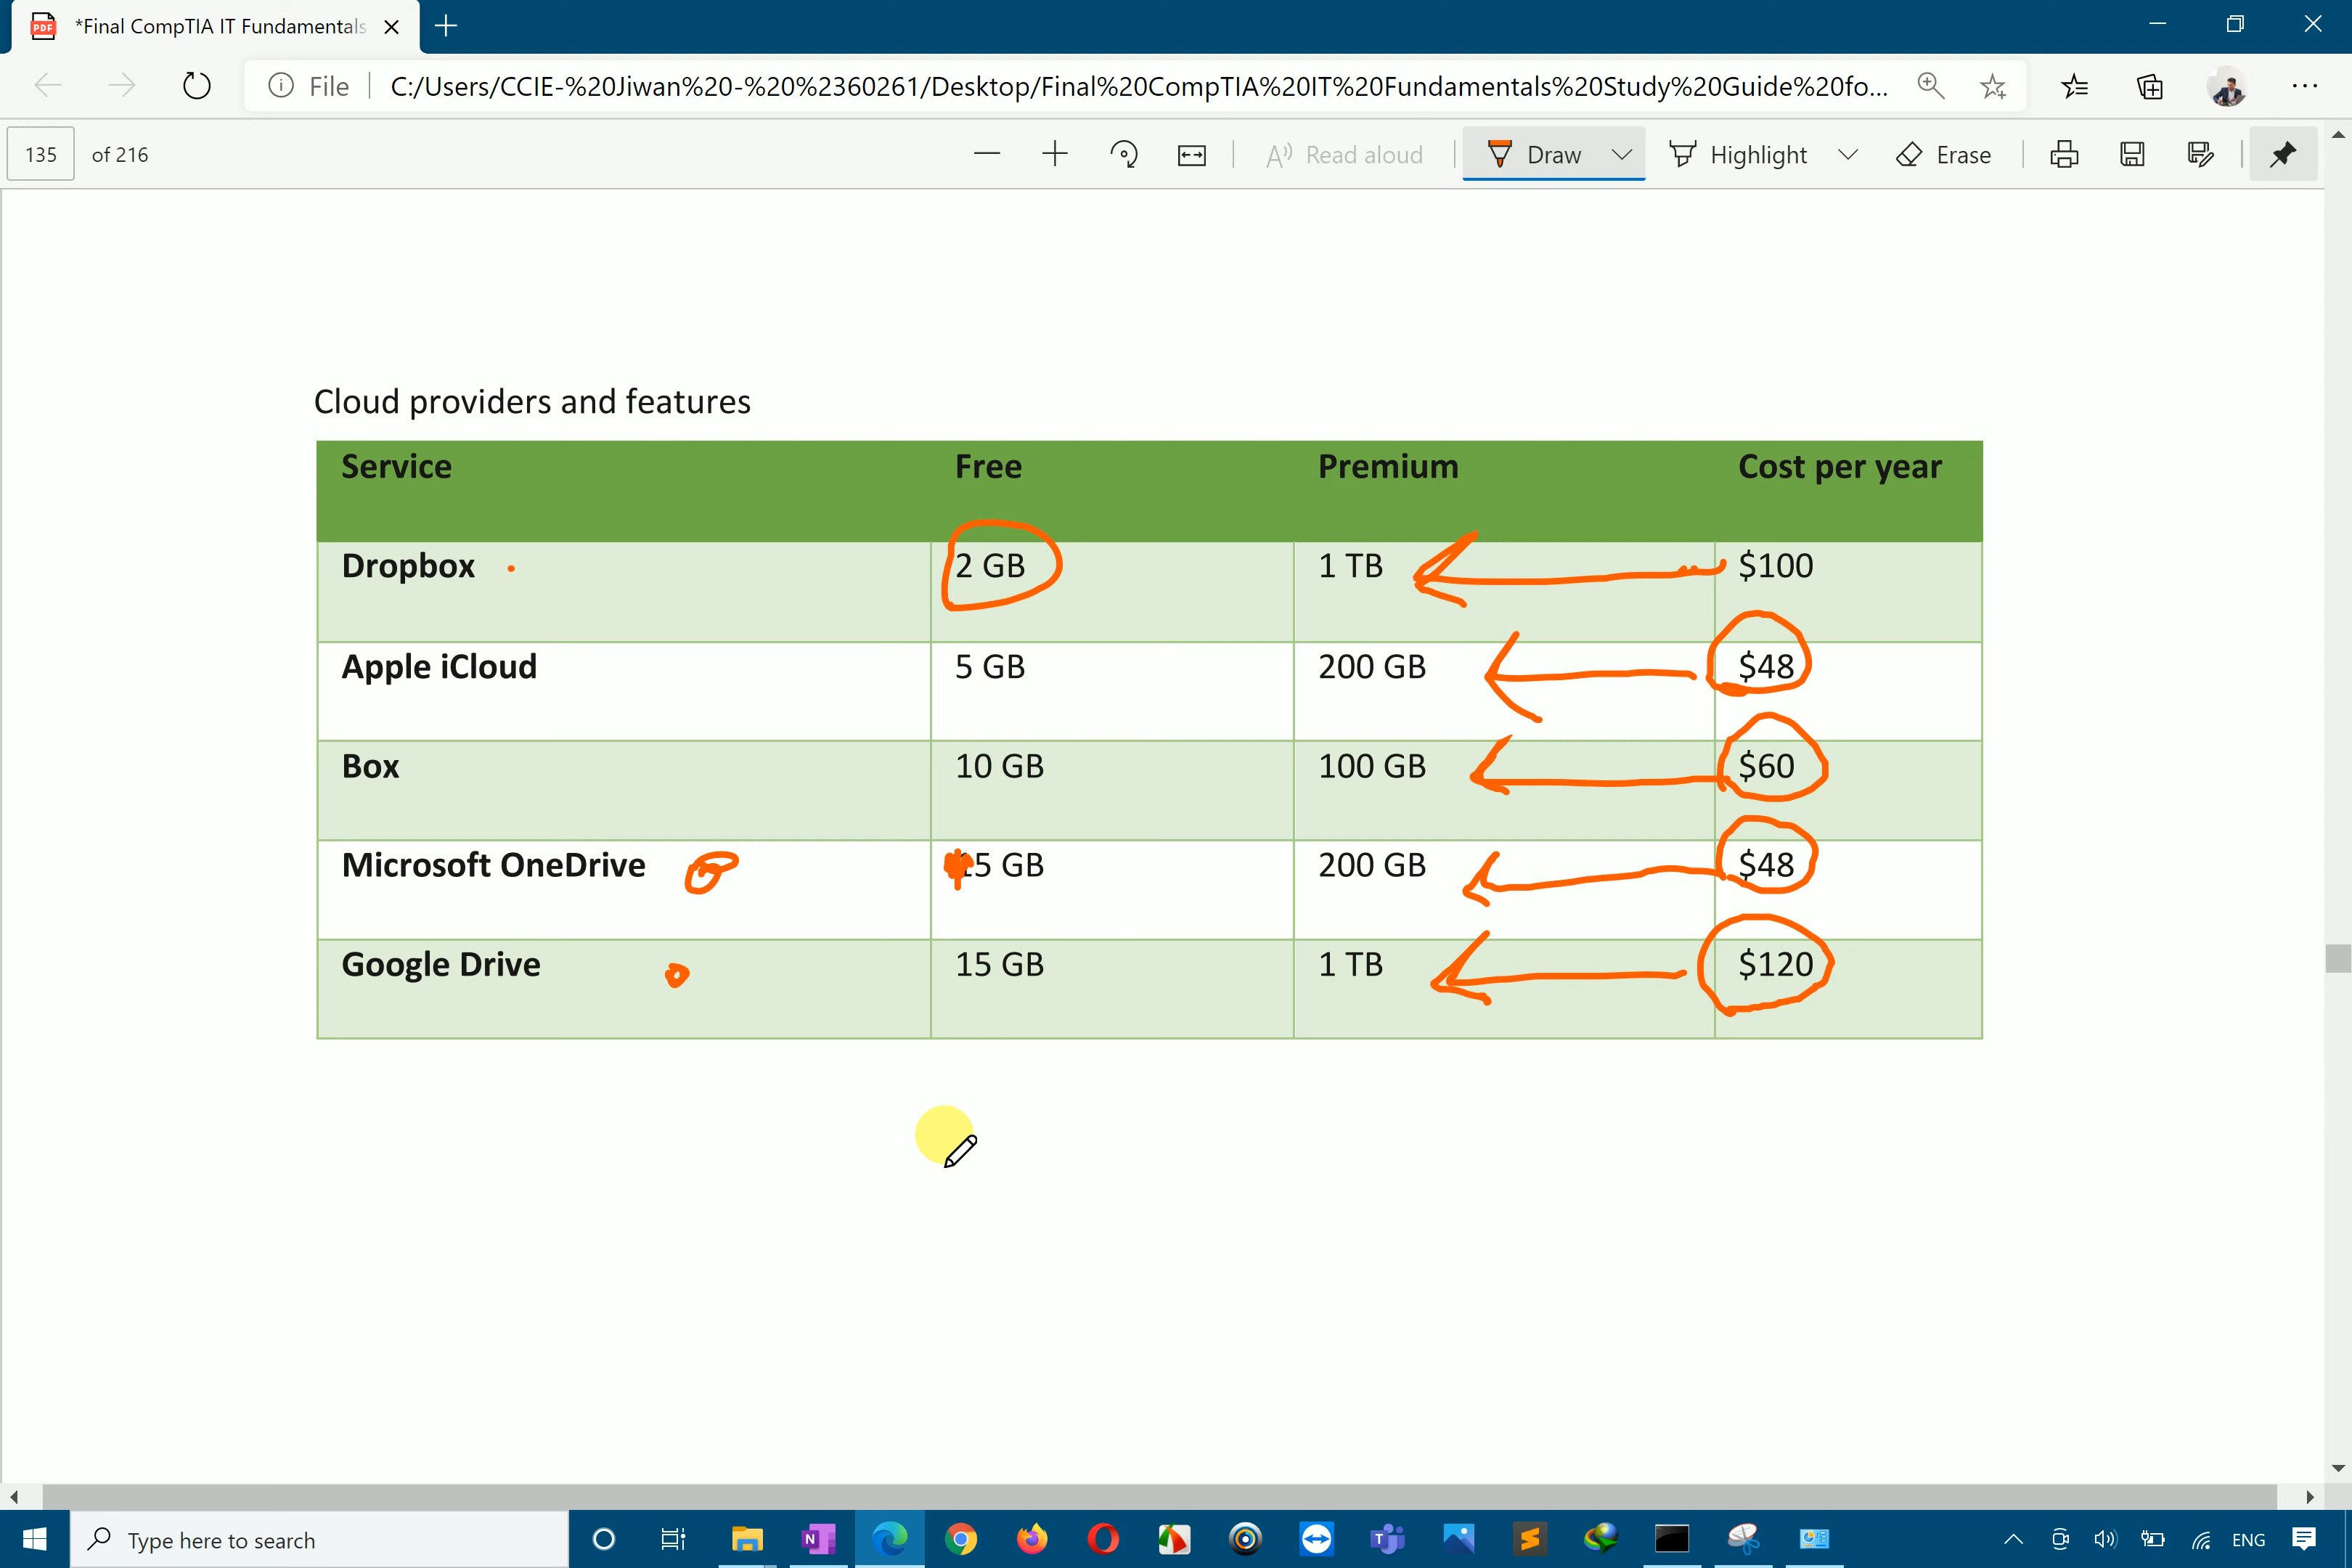 *Final CompTIA IT Fundamentals
File
C:/Users/CCIE-%20Jiwan%20-%20%2360261/Desktop/Final%20CompTIA%20IT%20Fundamentals%20Study%20Guide%20fo...
135 of 216
Read aloud Draw Highlight Erase
Cloud providers and features
Service Free Premium Cost per year
Dropbox 2 GB 1 TB $100
Apple iCloud 5 GB 200 GB $48
Box 10 GB 100 GB $60
Microsoft OneDrive 15 GB 200 GB $48
Google Drive 15 GB 1 TB $120
Type here to search
ENG